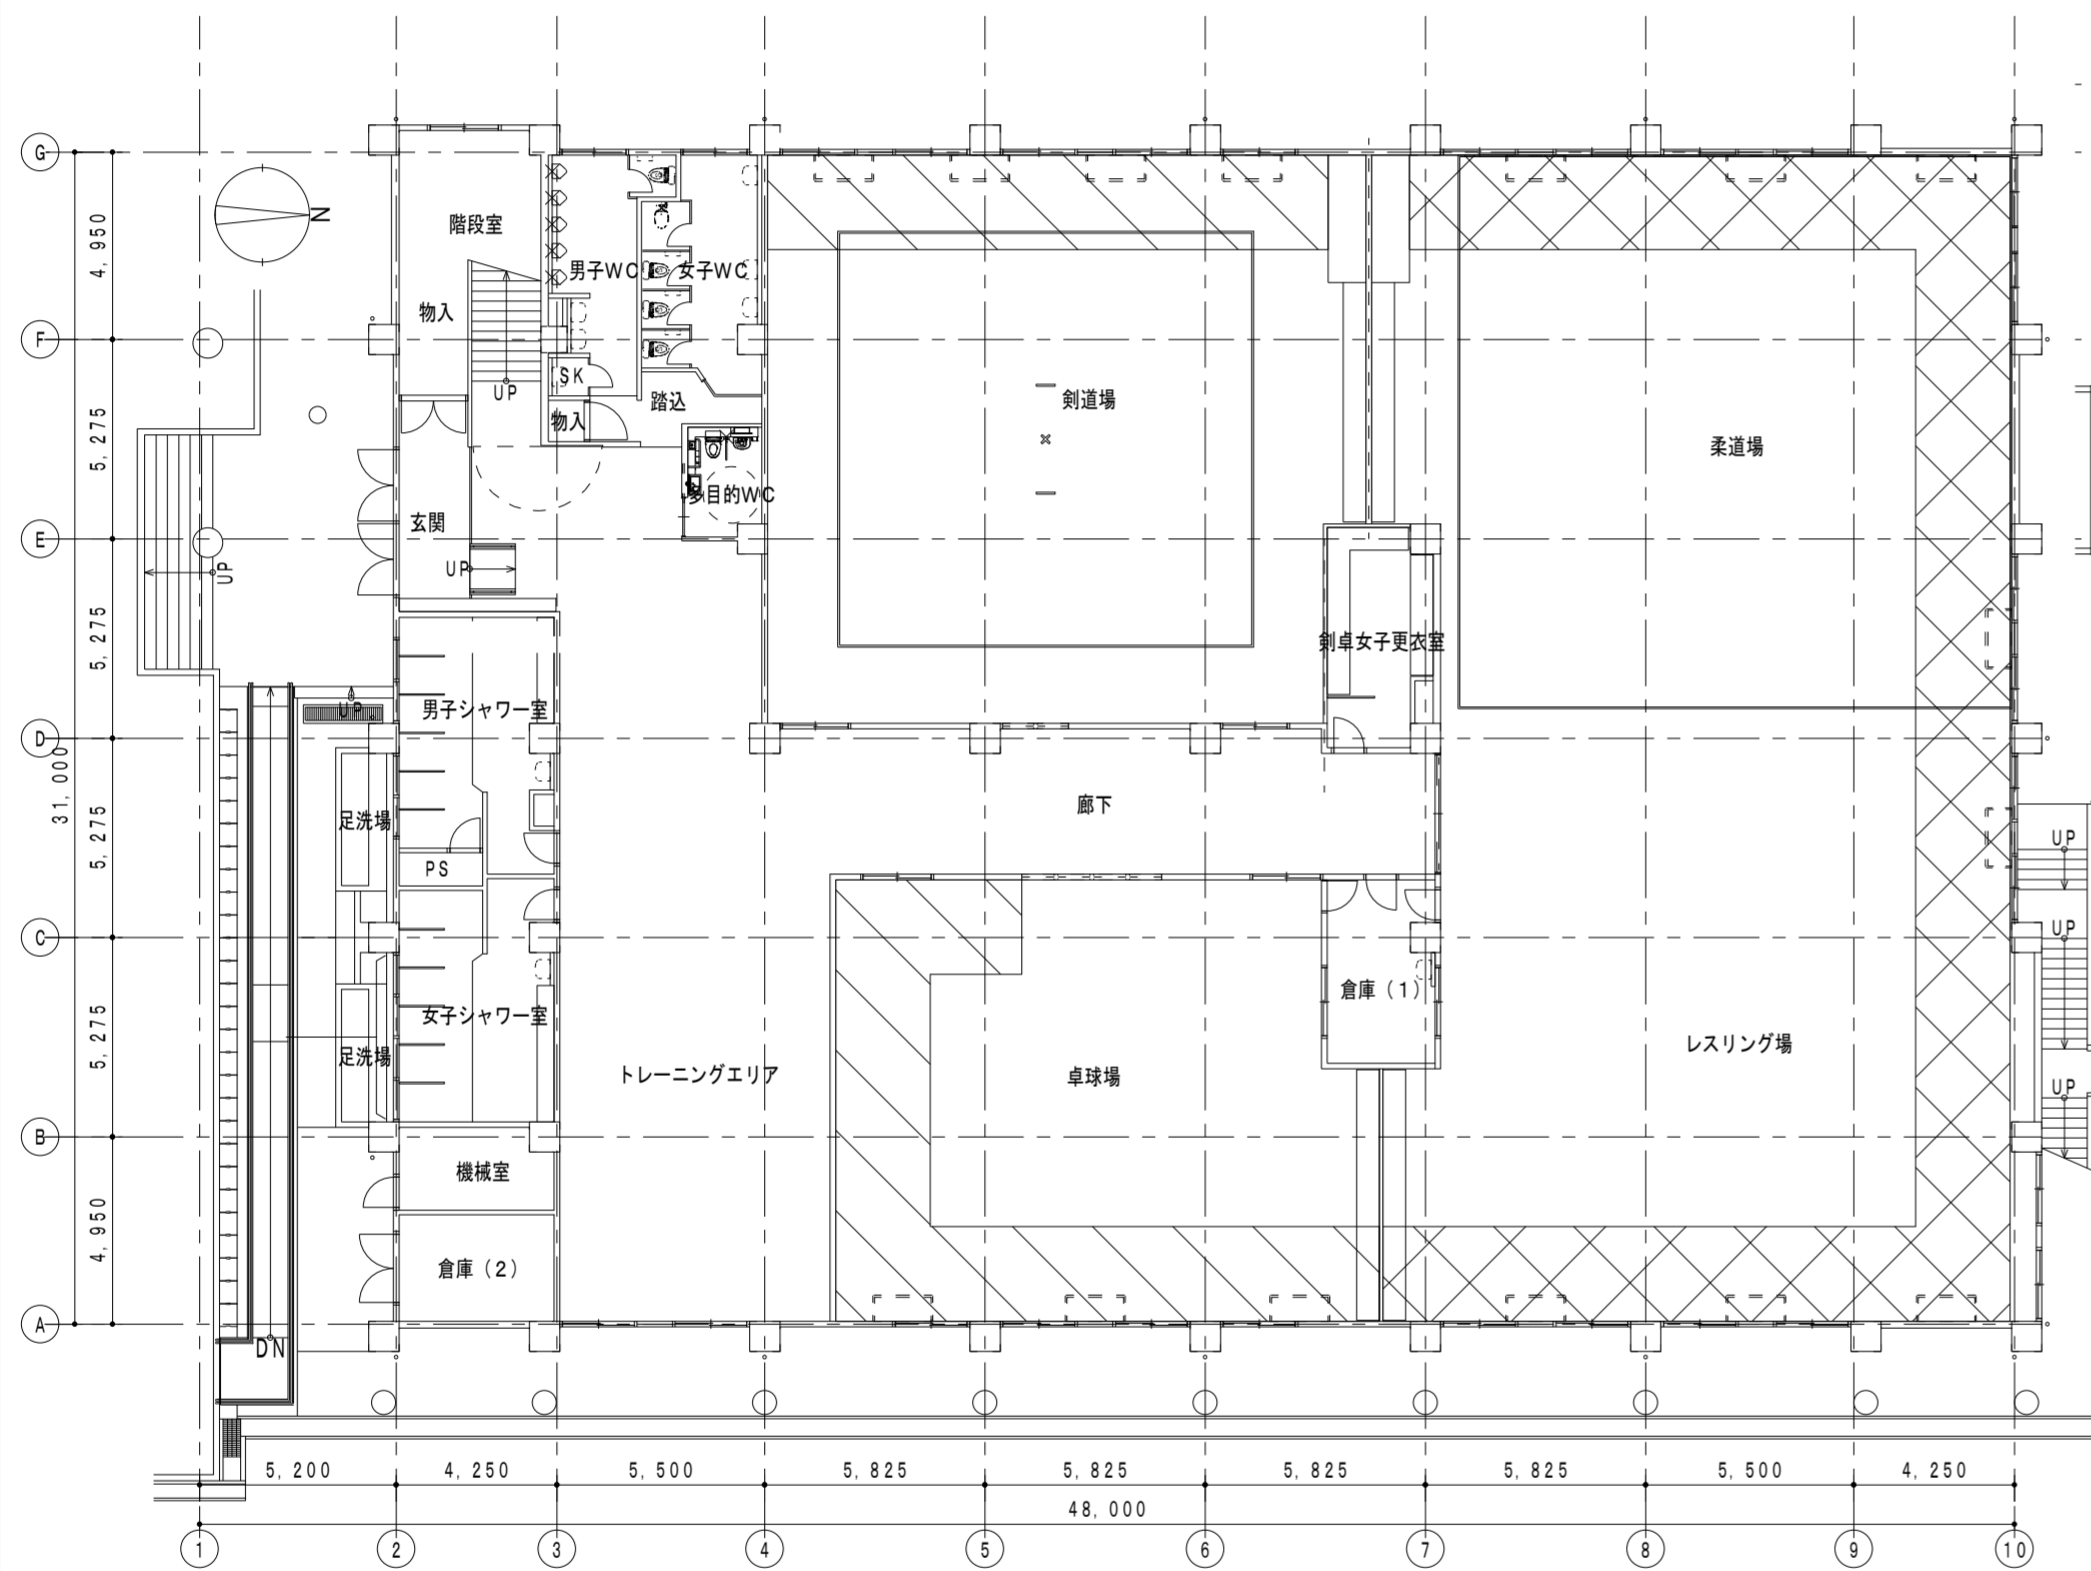 G
N
4,950
階段室
男子WC
女子WC
物入
F
SK
UP
剣道場
踏込
物入
5,275
柔道場
多目的WC
玄関
E
UP
UP
5,275
剣卓女子更衣室
男子シャワー室
UP
D
31,000
廊下
足洗場
5,275
UP
PS
UP
C
倉庫(1)
女子シャワー室
5,275
レスリング場
足洗場
トレーニングエリア
卓球場
UP
B
機械室
4,950
倉庫(2)
A
DN
5,200
4,250
5,500
5,825
5,825
5,825
5,825
5,500
4,250
48,000
1
2
3
4
5
6
7
8
9
10